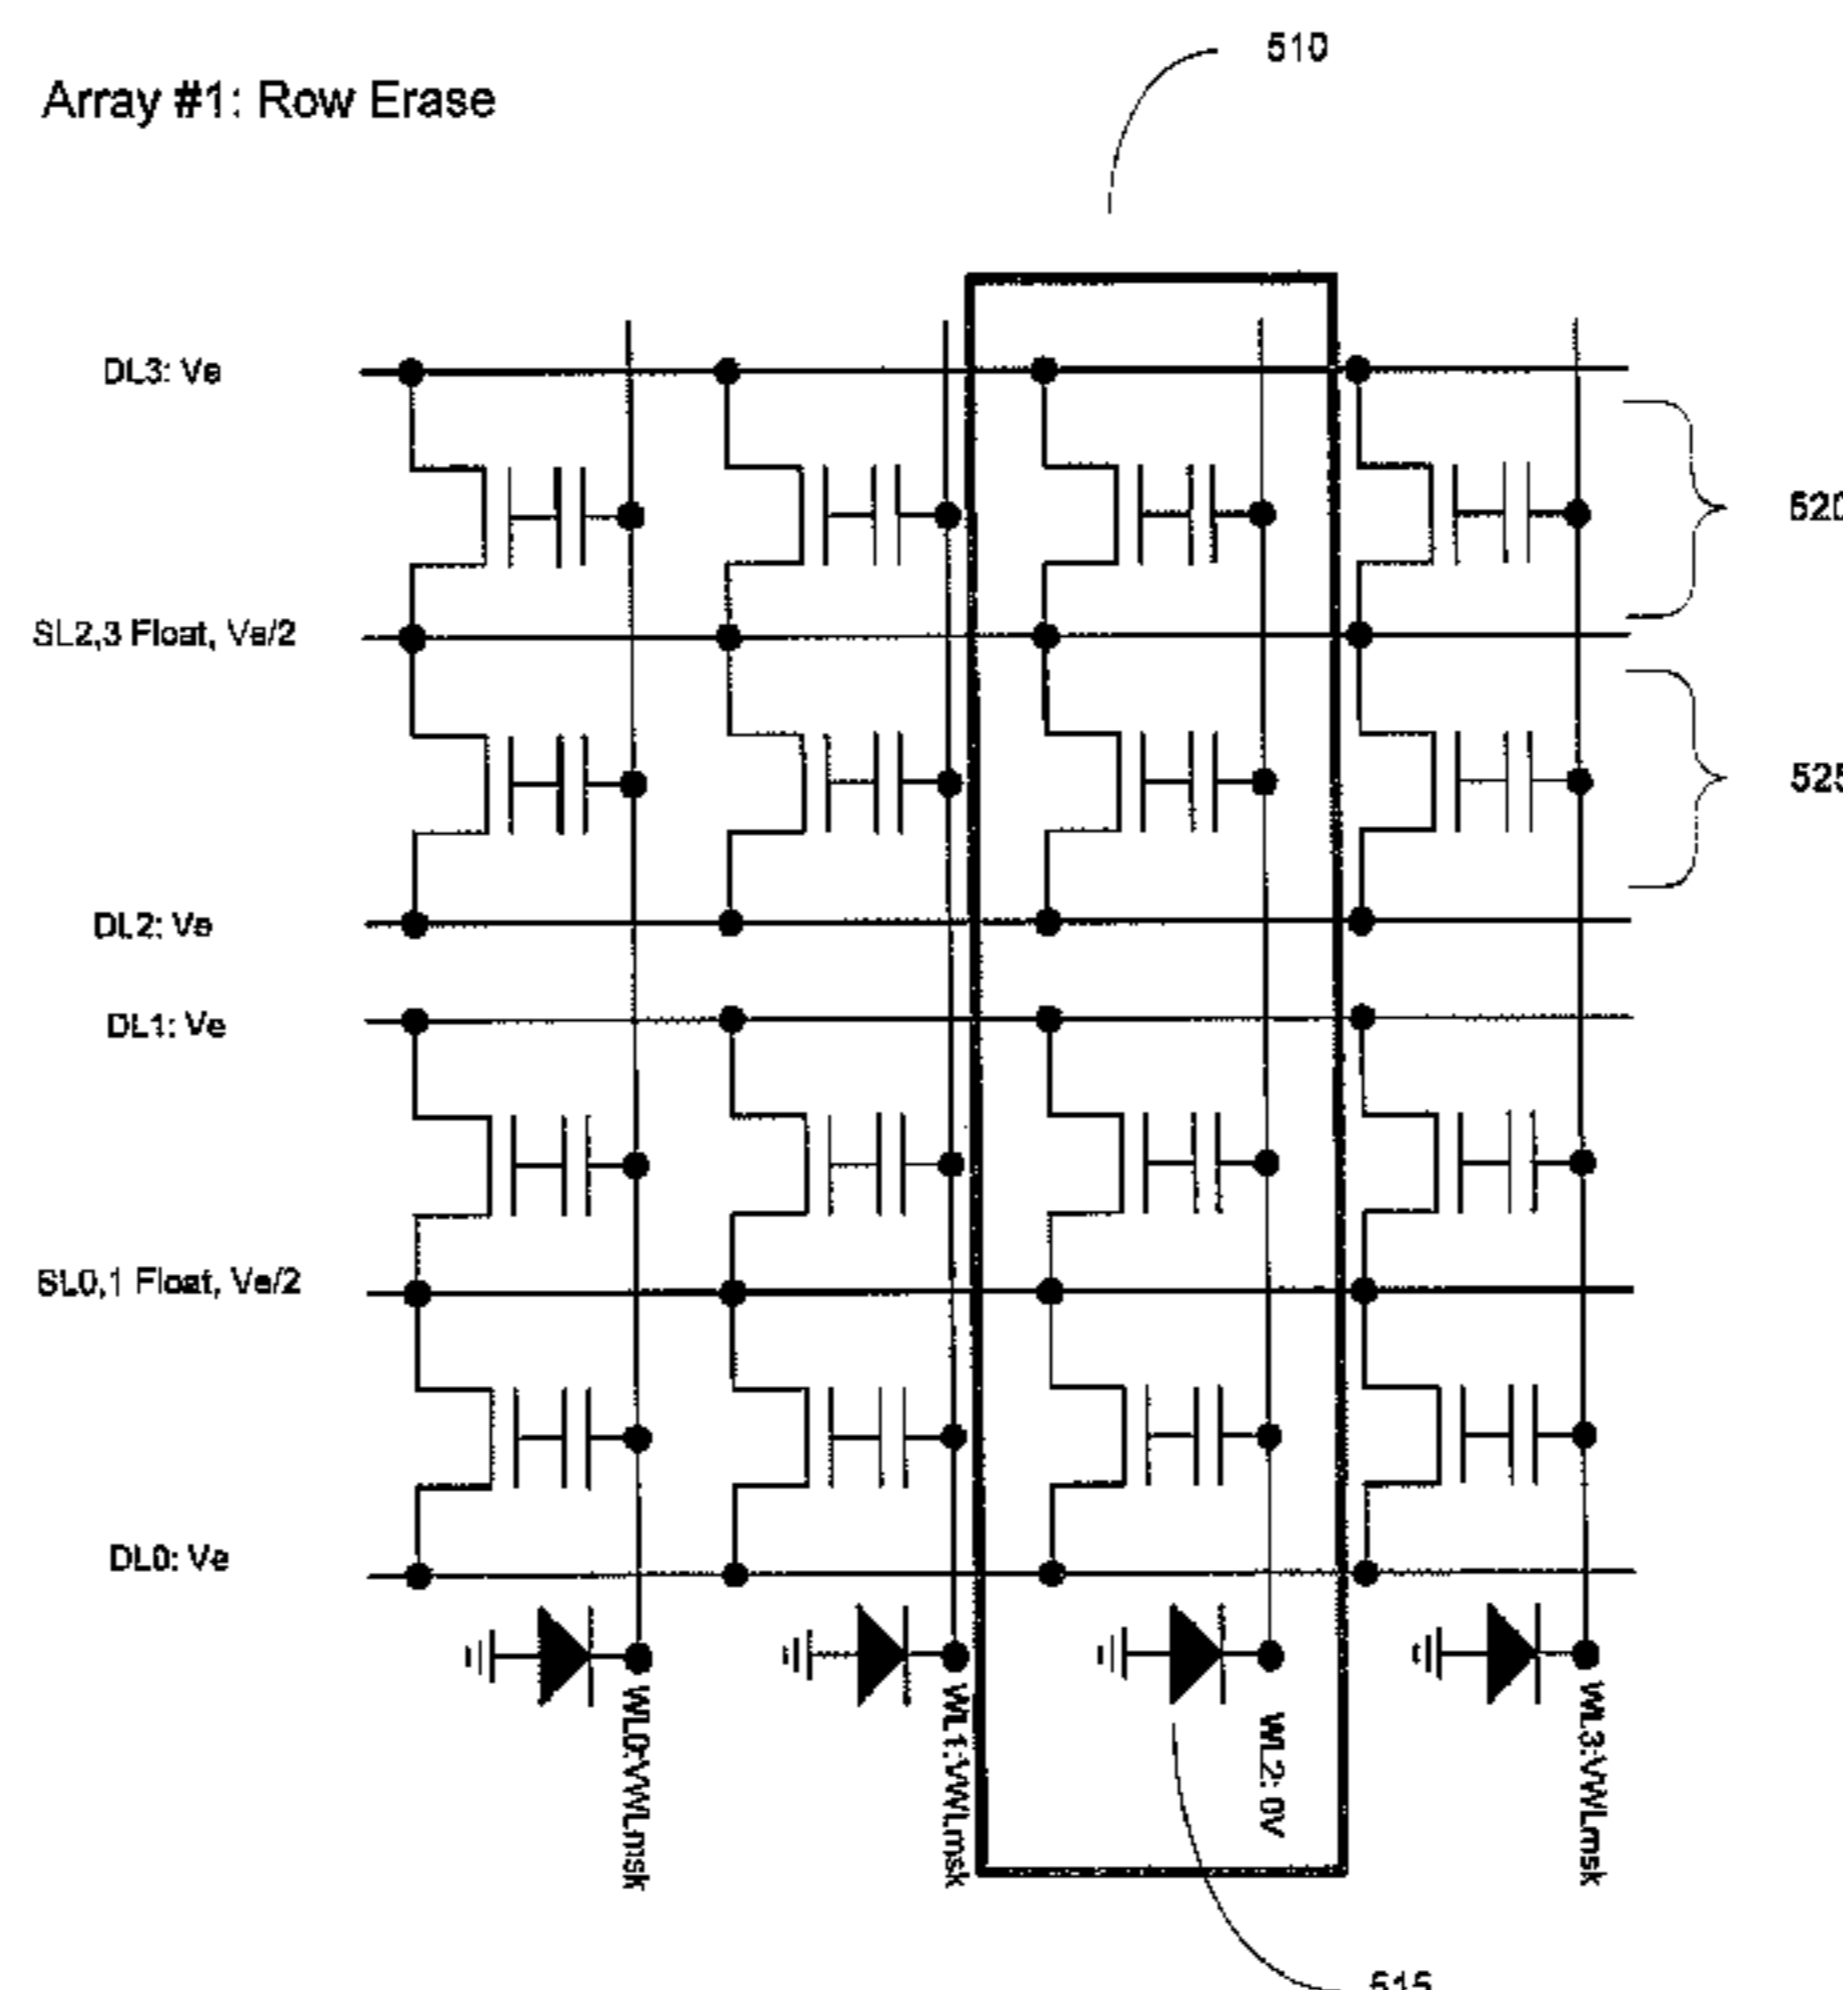 510
Array #1: Row Erase
DL3: Ve
520
SL2,3 Float, Ve/2
525
DL2: Ve
DL1: Ve
SL0,1 Float, Ve/2
DL0: Ve
WL0:VWLmsk
WL1:VWLmsk
WL2: 0V
WL3:VWLmsk
515